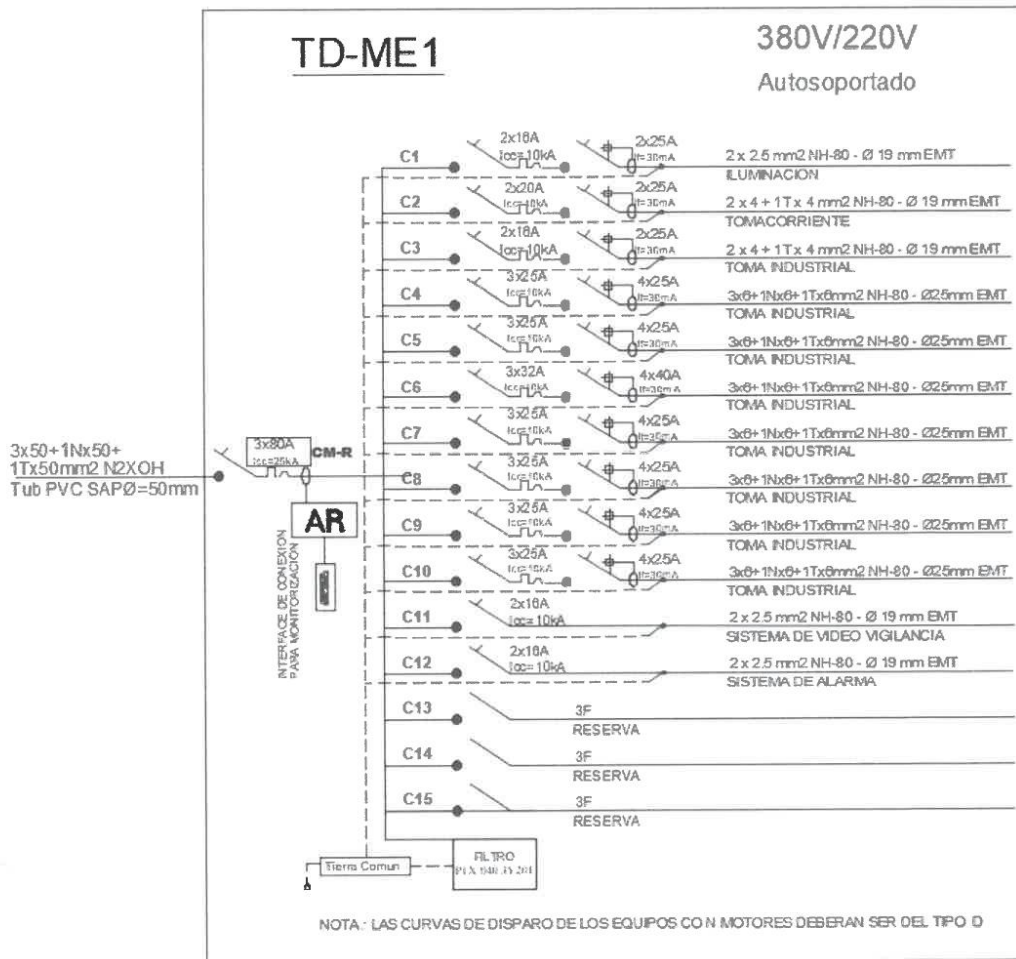 TD-ME1
380V/220V
Autosoportado
C1
2x16A
Icc=10kA
2x25A
If=30mA
2 x 2.5 mm2 NH-80 - Ø 19 mm EMT
ILUMINACION
C2
2x20A
Icc=10kA
2x25A
If=30mA
2 x 4 + 1T x 4 mm2 NH-80 - Ø 19 mm EMT
TOMACORRIENTE
C3
2x16A
Icc=10kA
2x25A
If=30mA
2 x 4 + 1T x 4 mm2 NH-80 - Ø 19 mm EMT
TOMA INDUSTRIAL
C4
3x25A
Icc=10kA
4x25A
If=30mA
3x6+1Nx6+1Tx6mm2 NH-80 - Ø25mm EMT
TOMA INDUSTRIAL
C5
3x25A
Icc=10kA
4x25A
If=30mA
3x6+1Nx6+1Tx6mm2 NH-80 - Ø25mm EMT
TOMA INDUSTRIAL
C6
3x32A
Icc=10kA
4x40A
If=30mA
3x6+1Nx6+1Tx6mm2 NH-80 - Ø25mm EMT
TOMA INDUSTRIAL
C7
3x25A
Icc=10kA
4x25A
If=30mA
3x6+1Nx6+1Tx6mm2 NH-80 - Ø25mm EMT
TOMA INDUSTRIAL
3x50+1Nx50+
1Tx50mm2 N2XOH
Tub PVC SAPØ=50mm
3x80A
Icc=25kA
CM-R
AR
INTERFACE DE CONEXION
PARA MONITORIZACION
C8
3x25A
Icc=10kA
4x25A
If=30mA
3x6+1Nx6+1Tx6mm2 NH-80 - Ø25mm EMT
TOMA INDUSTRIAL
C9
3x25A
Icc=10kA
4x25A
If=30mA
3x6+1Nx6+1Tx6mm2 NH-80 - Ø25mm EMT
TOMA INDUSTRIAL
C10
3x25A
Icc=10kA
4x25A
If=30mA
3x6+1Nx6+1Tx6mm2 NH-80 - Ø25mm EMT
TOMA INDUSTRIAL
C11
2x16A
Icc= 10kA
2 x 2.5 mm2 NH-80 - Ø 19 mm EMT
SISTEMA DE VIDEO VIGILANCIA
C12
2x16A
Icc= 10kA
2 x 2.5 mm2 NH-80 - Ø 19 mm EMT
SISTEMA DE ALARMA
C13
3F
RESERVA
C14
3F
RESERVA
C15
3F
RESERVA
Tierra Comun
FILTRO
NOTA.- LAS CURVAS DE DISPARO DE LOS EQUIPOS CON MOTORES DEBERAN SER DEL TIPO D